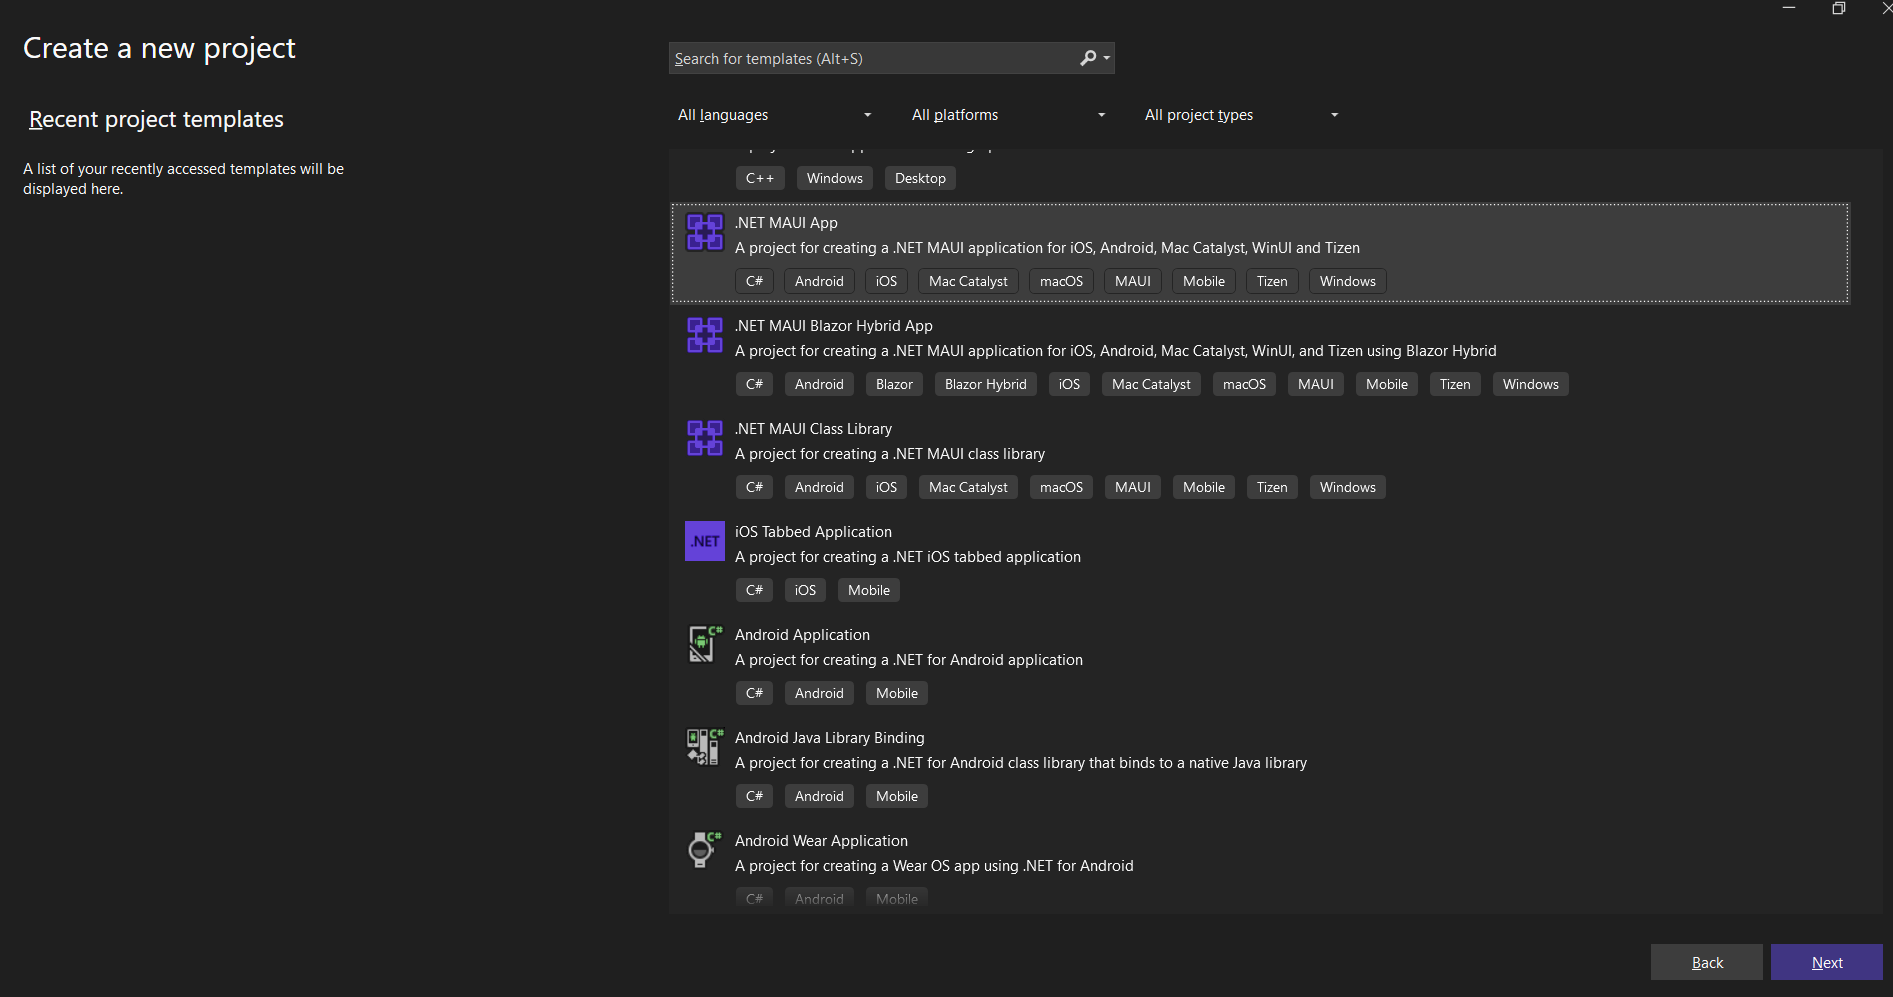 Create a new project
Recent project templates
A list of your recently accessed templates will be
displayed here.
Search for templates (Alt+S)
All languages
All platforms
All project types
C++ Windows Desktop
.NET MAUI App
A project for creating a .NET MAUI application for iOS, Android, Mac Catalyst, WinUI and Tizen
C# Android iOS Mac Catalyst macOS MAUI Mobile Tizen Windows
.NET MAUI Blazor Hybrid App
A project for creating a .NET MAUI application for iOS, Android, Mac Catalyst, WinUI, and Tizen using Blazor Hybrid
C# Android Blazor Blazor Hybrid iOS Mac Catalyst macOS MAUI Mobile Tizen Windows
.NET MAUI Class Library
A project for creating a .NET MAUI class library
C# Android iOS Mac Catalyst macOS MAUI Mobile Tizen Windows
.NET
iOS Tabbed Application
A project for creating a .NET iOS tabbed application
C# iOS Mobile
C#
Android Application
A project for creating a .NET for Android application
C# Android Mobile
C#
Android Java Library Binding
A project for creating a .NET for Android class library that binds to a native Java library
C# Android Mobile
C#
Android Wear Application
A project for creating a Wear OS app using .NET for Android
C# Android Mobile
Back
Next